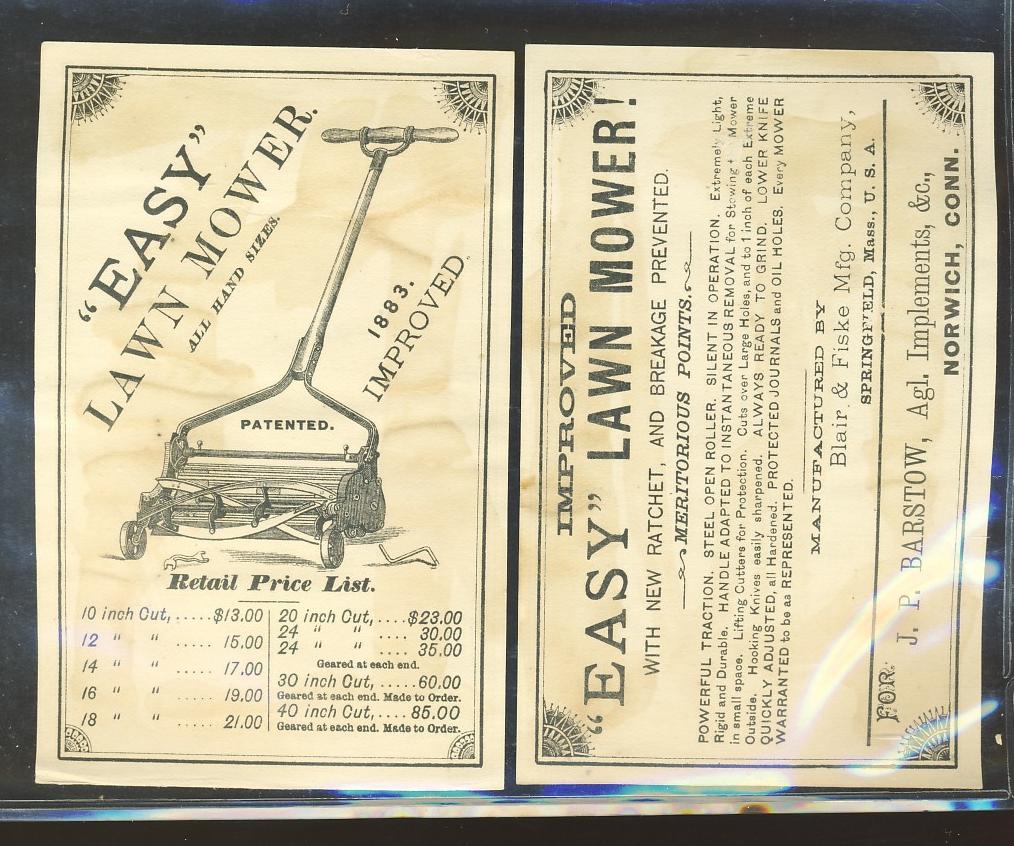 "EASY"
LAWN MOWER.
ALL HAND SIZES.
1883.
IMPROVED
PATENTED.
Retail Price List.
10 inch Cut, ..... $13.00
12 " " ..... 15.00
14 " " ..... 17.00
16 " " ..... 19.00
18 " " ..... 21.00
20 inch Cut, .... $23.00
24 " " .... 30.00
24 " " .... 35.00
Geared at each end.
30 inch Cut, .... 60.00
Geared at each end. Made to Order.
40 inch Cut, .... 85.00
Geared at each end. Made to Order.
IMPROVED
"EASY" LAWN MOWER!
WITH NEW RATCHET, AND BREAKAGE PREVENTED.
MERITORIOUS POINTS.
POWERFUL TRACTION. STEEL OPEN ROLLER. SILENT IN OPERATION. Extremely Light,
Rigid and Durable. HANDLE ADAPTED TO INSTANTANEOUS REMOVAL for Stowing Mower
in small space. Lifting Cutters for Protection. Cuts over Large Holes, and to 1 inch of each Extreme
Outside. Hooking Knives easily sharpened. ALWAYS READY TO GRIND. LOWER KNIFE
QUICKLY ADJUSTED, all Hardened. PROTECTED JOURNALS and OIL HOLES. Every MOWER
WARRANTED to be as REPRESENTED.
MANUFACTURED BY
Blair & Fiske Mfg. Company,
SPRINGFIELD, Mass., U. S. A.
FOR
J. P. BARSTOW, Agl. Implements, &c.,
NORWICH, CONN.